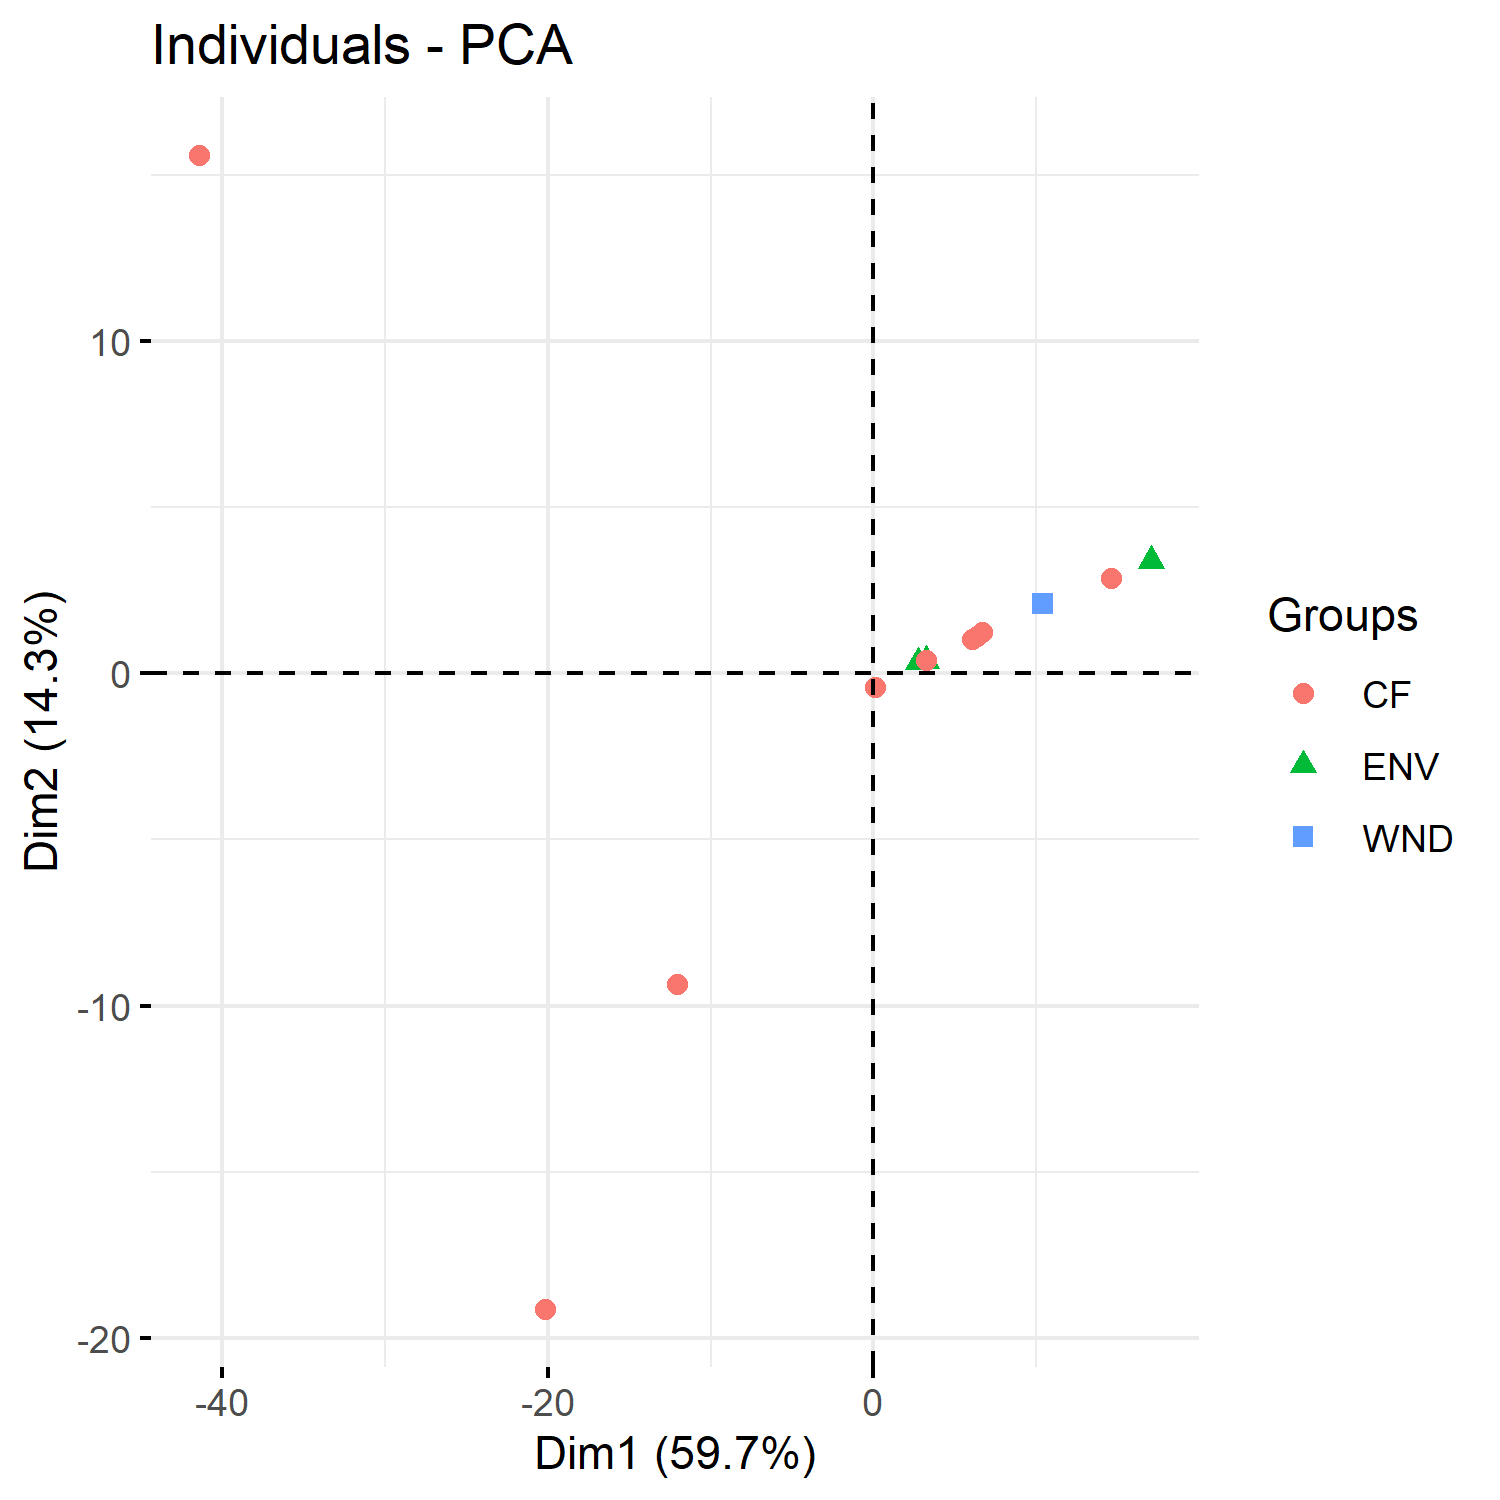 Individuals - PCA
10
0
-10
-20
-40
-20
0
Dim1 (59.7%)
Dim2 (14.3%)
Groups
CF
ENV
WND